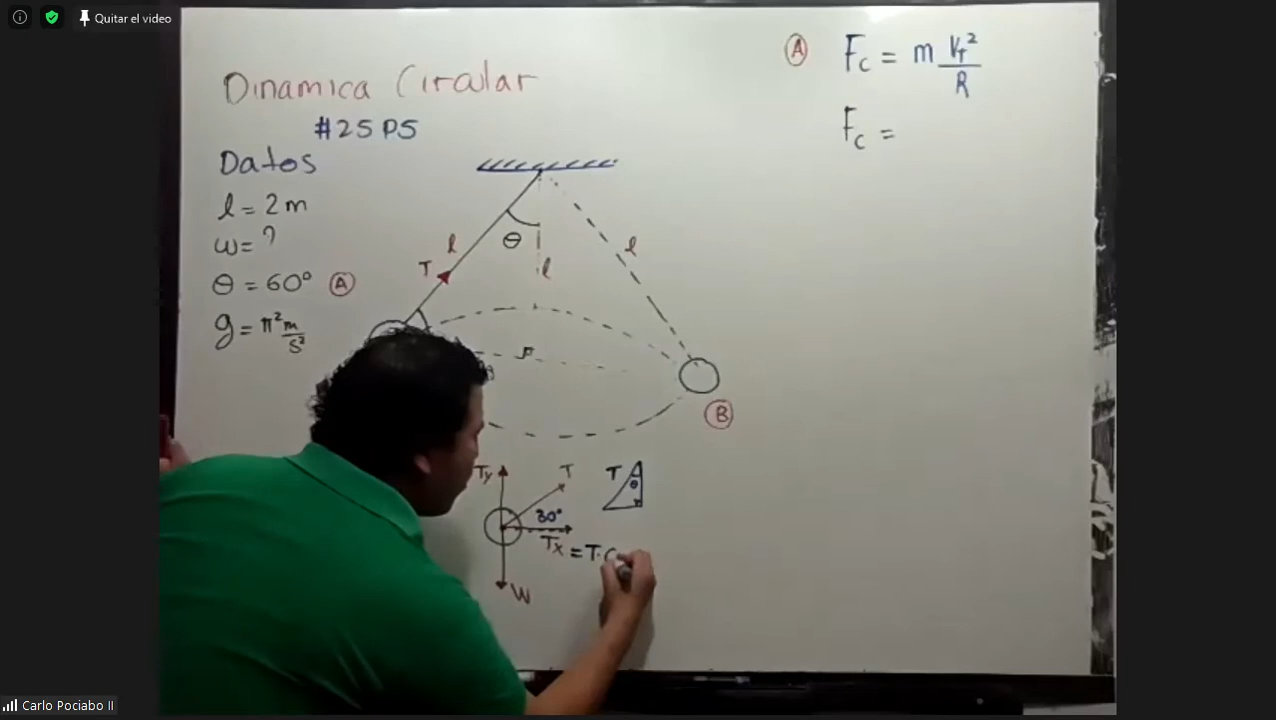 Quitar el video
Dinamica Circular
#25 P5
Datos
l = 2 m
w = ?
θ = 60° A
g = π² m/s²
A Fc = m VT²/R
Fc =
θ
l
l
T
l
B
Ty
T
30°
Tx = T·C
W
T
θ
Carlo Pociabo II